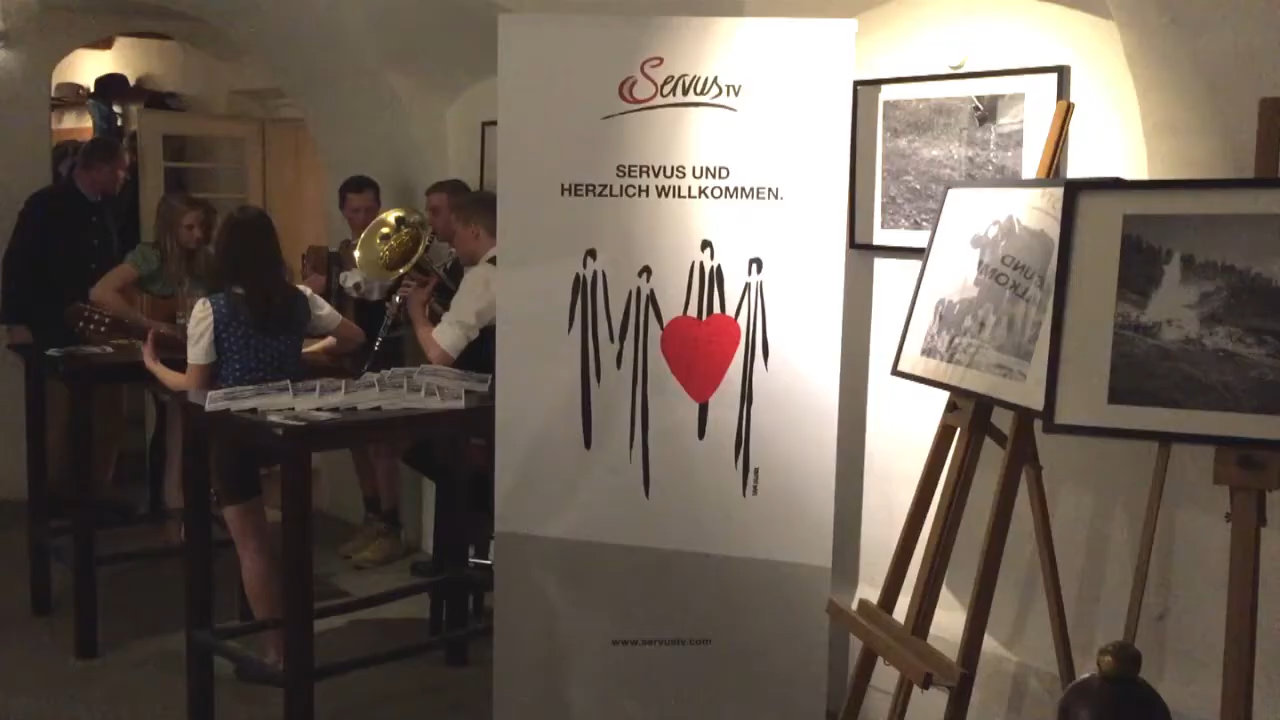 Servus TV
SERVUS UND
HERZLICH WILLKOMMEN.
www.servustv.com